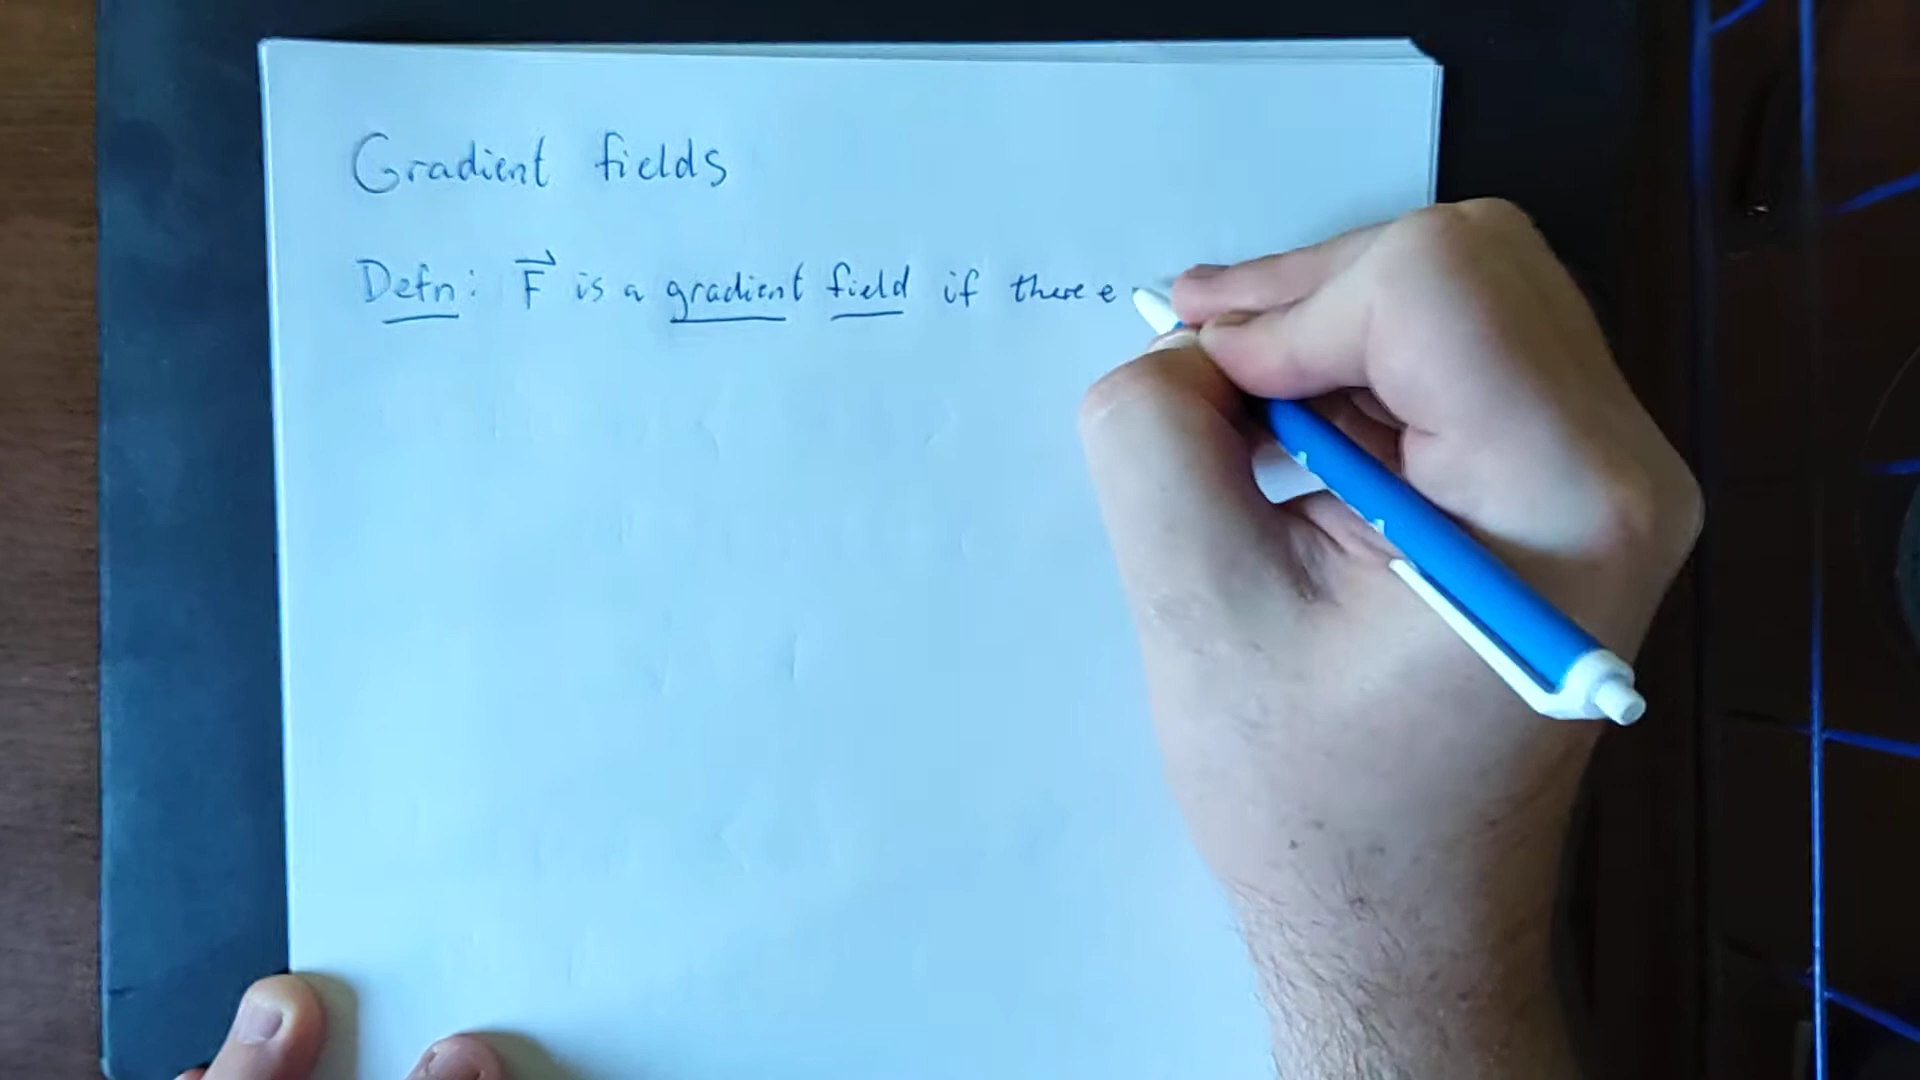 Gradient fields
Defn: F⃗ is a gradient field if there e